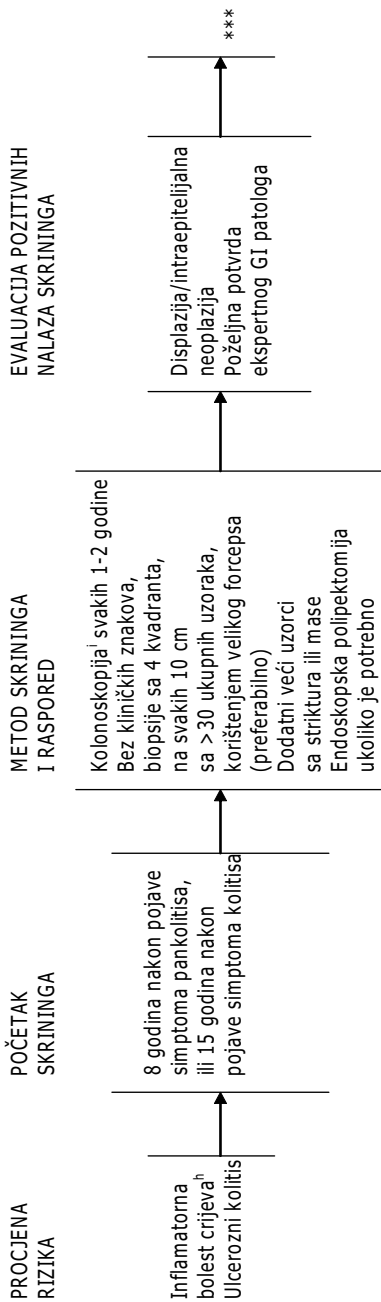 PROCJENA
RIZIKA
Inflamatorna
bolest crijevaʰ
Ulcerozni kolitis
POČETAK
SKRININGA
8 godina nakon pojave
simptoma pankolitisa,
ili 15 godina nakon
pojave simptoma kolitisa
METOD SKRININGA
I RASPORED
Kolonoskopijaⁱ svakih 1-2 godine
Bez kliničkih znakova,
biopsije sa 4 kvadranta,
na svakih 10 cm
sa >30 ukupnih uzoraka,
korištenjem velikog forcepsa
(preferabilno)
Dodatni veći uzorci
sa striktura ili mase
Endoskopska polipektomija
ukoliko je potrebno
EVALUACIJA POZITIVNIH
NALAZA SKRININGA
Displazija/intraepitelijalna
neoplazija
Poželjna potvrda
ekspertnog GI patologa
***